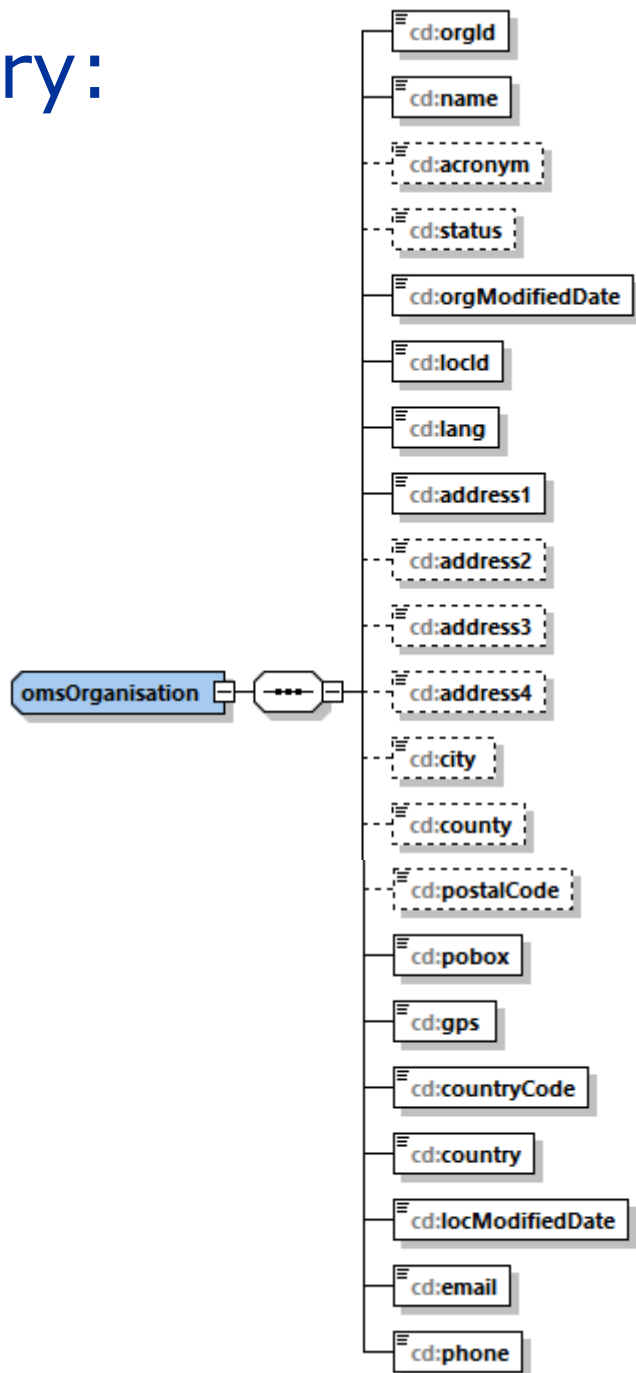 ry:
cd:orgId
cd:name
cd:acronym
cd:status
cd:orgModifiedDate
cd:locId
cd:lang
cd:address1
cd:address2
cd:address3
omsOrganisation
cd:address4
cd:city
cd:county
cd:postalCode
cd:pobox
cd:gps
cd:countryCode
cd:country
cd:locModifiedDate
cd:email
cd:phone